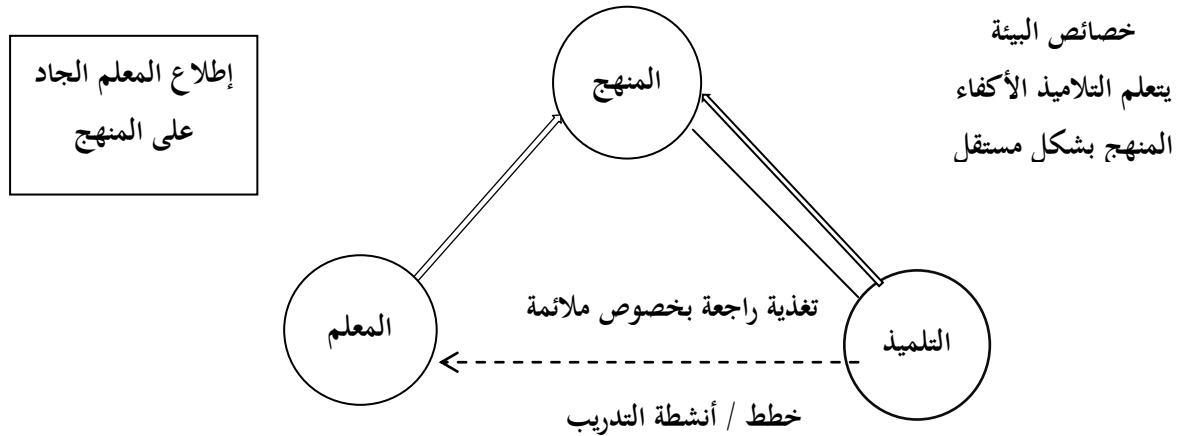 خصائص البيئة
يتعلم التلاميذ الأكفاء
المنهج بشكل مستقل
المنهج
إطلاع المعلم الجاد
على المنهج
تغذية راجعة بخصوص ملائمة
المعلم
التلميذ
خطط / أنشطة التدريب